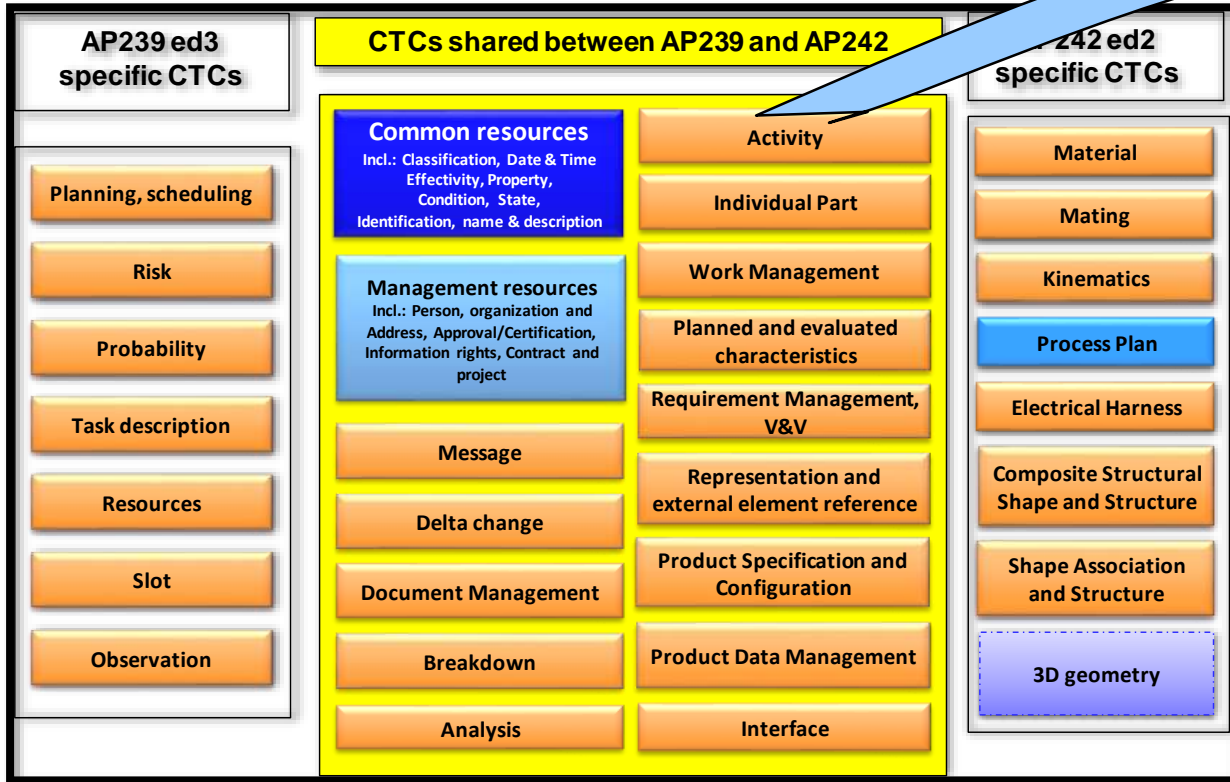 AP239 ed3
specific CTCs
Planning, scheduling
Risk
Probability
Task description
Resources
Slot
Observation
CTCs shared between AP239 and AP242
Common resources
Incl.: Classification, Date & Time
Effectivity, Property,
Condition, State,
Identification, name & description
Management resources
Incl.: Person, organization and
Address, Approval/Certification,
Information rights, Contract and
project
Message
Delta change
Document Management
Breakdown
Analysis
Activity
Individual Part
Work Management
Planned and evaluated
characteristics
Requirement Management,
V&V
Representation and
external element reference
Product Specification and
Configuration
Product Data Management
Interface
242 ed2
specific CTCs
Material
Mating
Kinematics
Process Plan
Electrical Harness
Composite Structural
Shape and Structure
Shape Association
and Structure
3D geometry